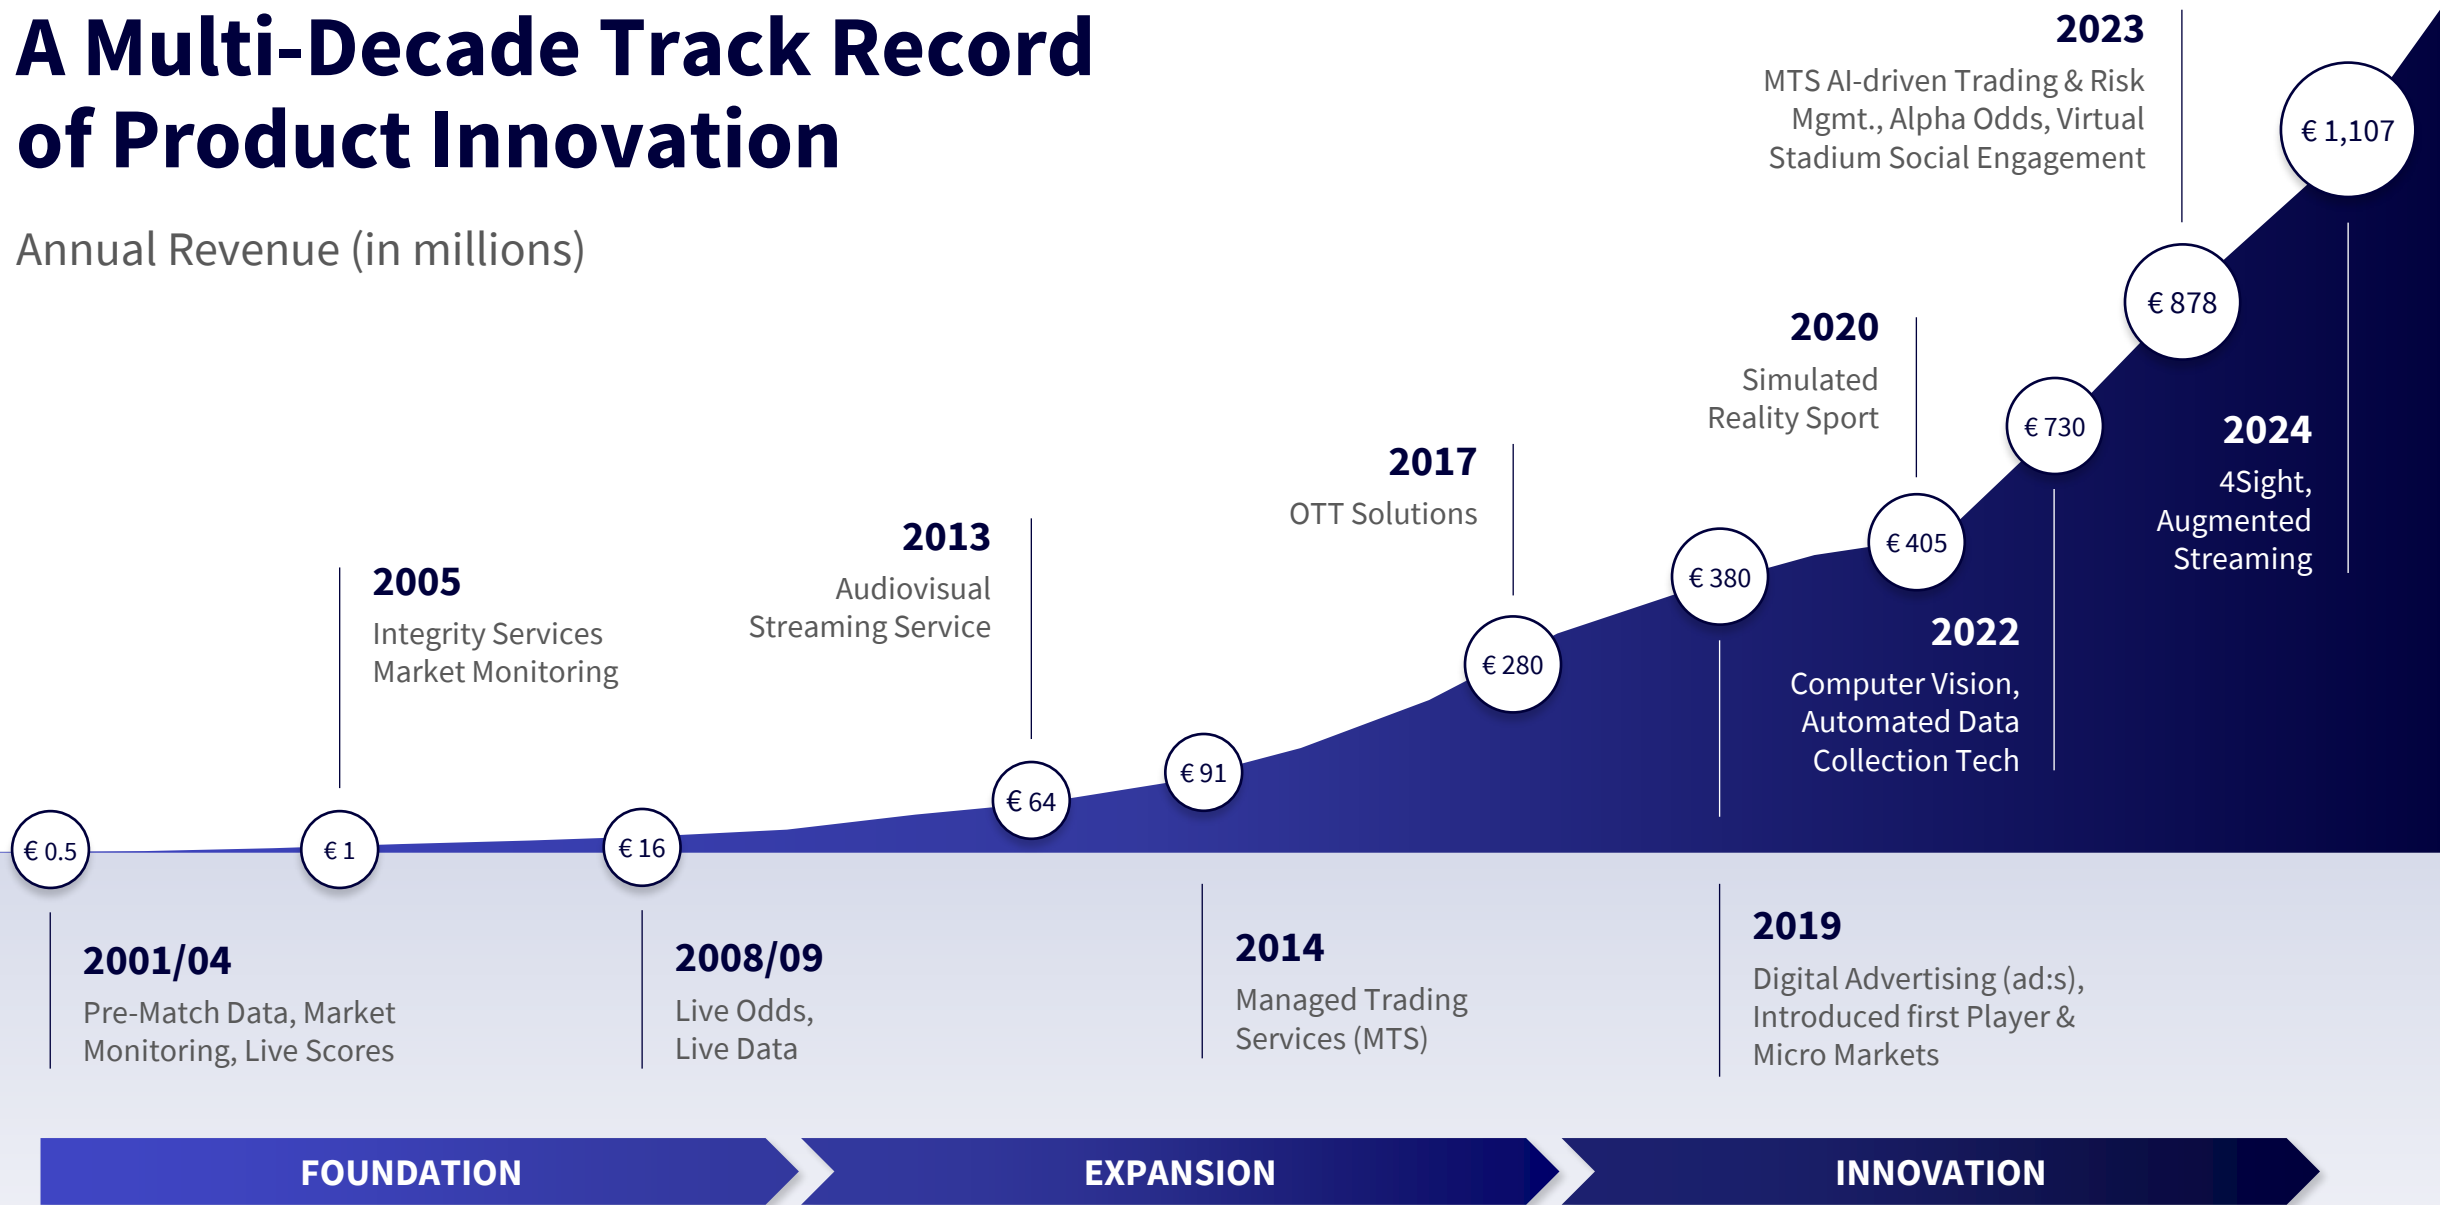 A Multi-Decade Track Record
of Product Innovation
Annual Revenue (in millions)
€ 0.5
2001/04
Pre-Match Data, Market
Monitoring, Live Scores
€ 1
2005
Integrity Services
Market Monitoring
€ 16
2008/09
Live Odds,
Live Data
€ 64
2013
Audiovisual
Streaming Service
€ 91
2014
Managed Trading
Services (MTS)
€ 280
2017
OTT Solutions
€ 380
2019
Digital Advertising (ad:s),
Introduced first Player &
Micro Markets
€ 405
2020
Simulated
Reality Sport
€ 730
2022
Computer Vision,
Automated Data
Collection Tech
€ 878
2023
MTS AI-driven Trading & Risk
Mgmt., Alpha Odds, Virtual
Stadium Social Engagement
€ 1,107
2024
4Sight,
Augmented
Streaming
FOUNDATION
EXPANSION
INNOVATION